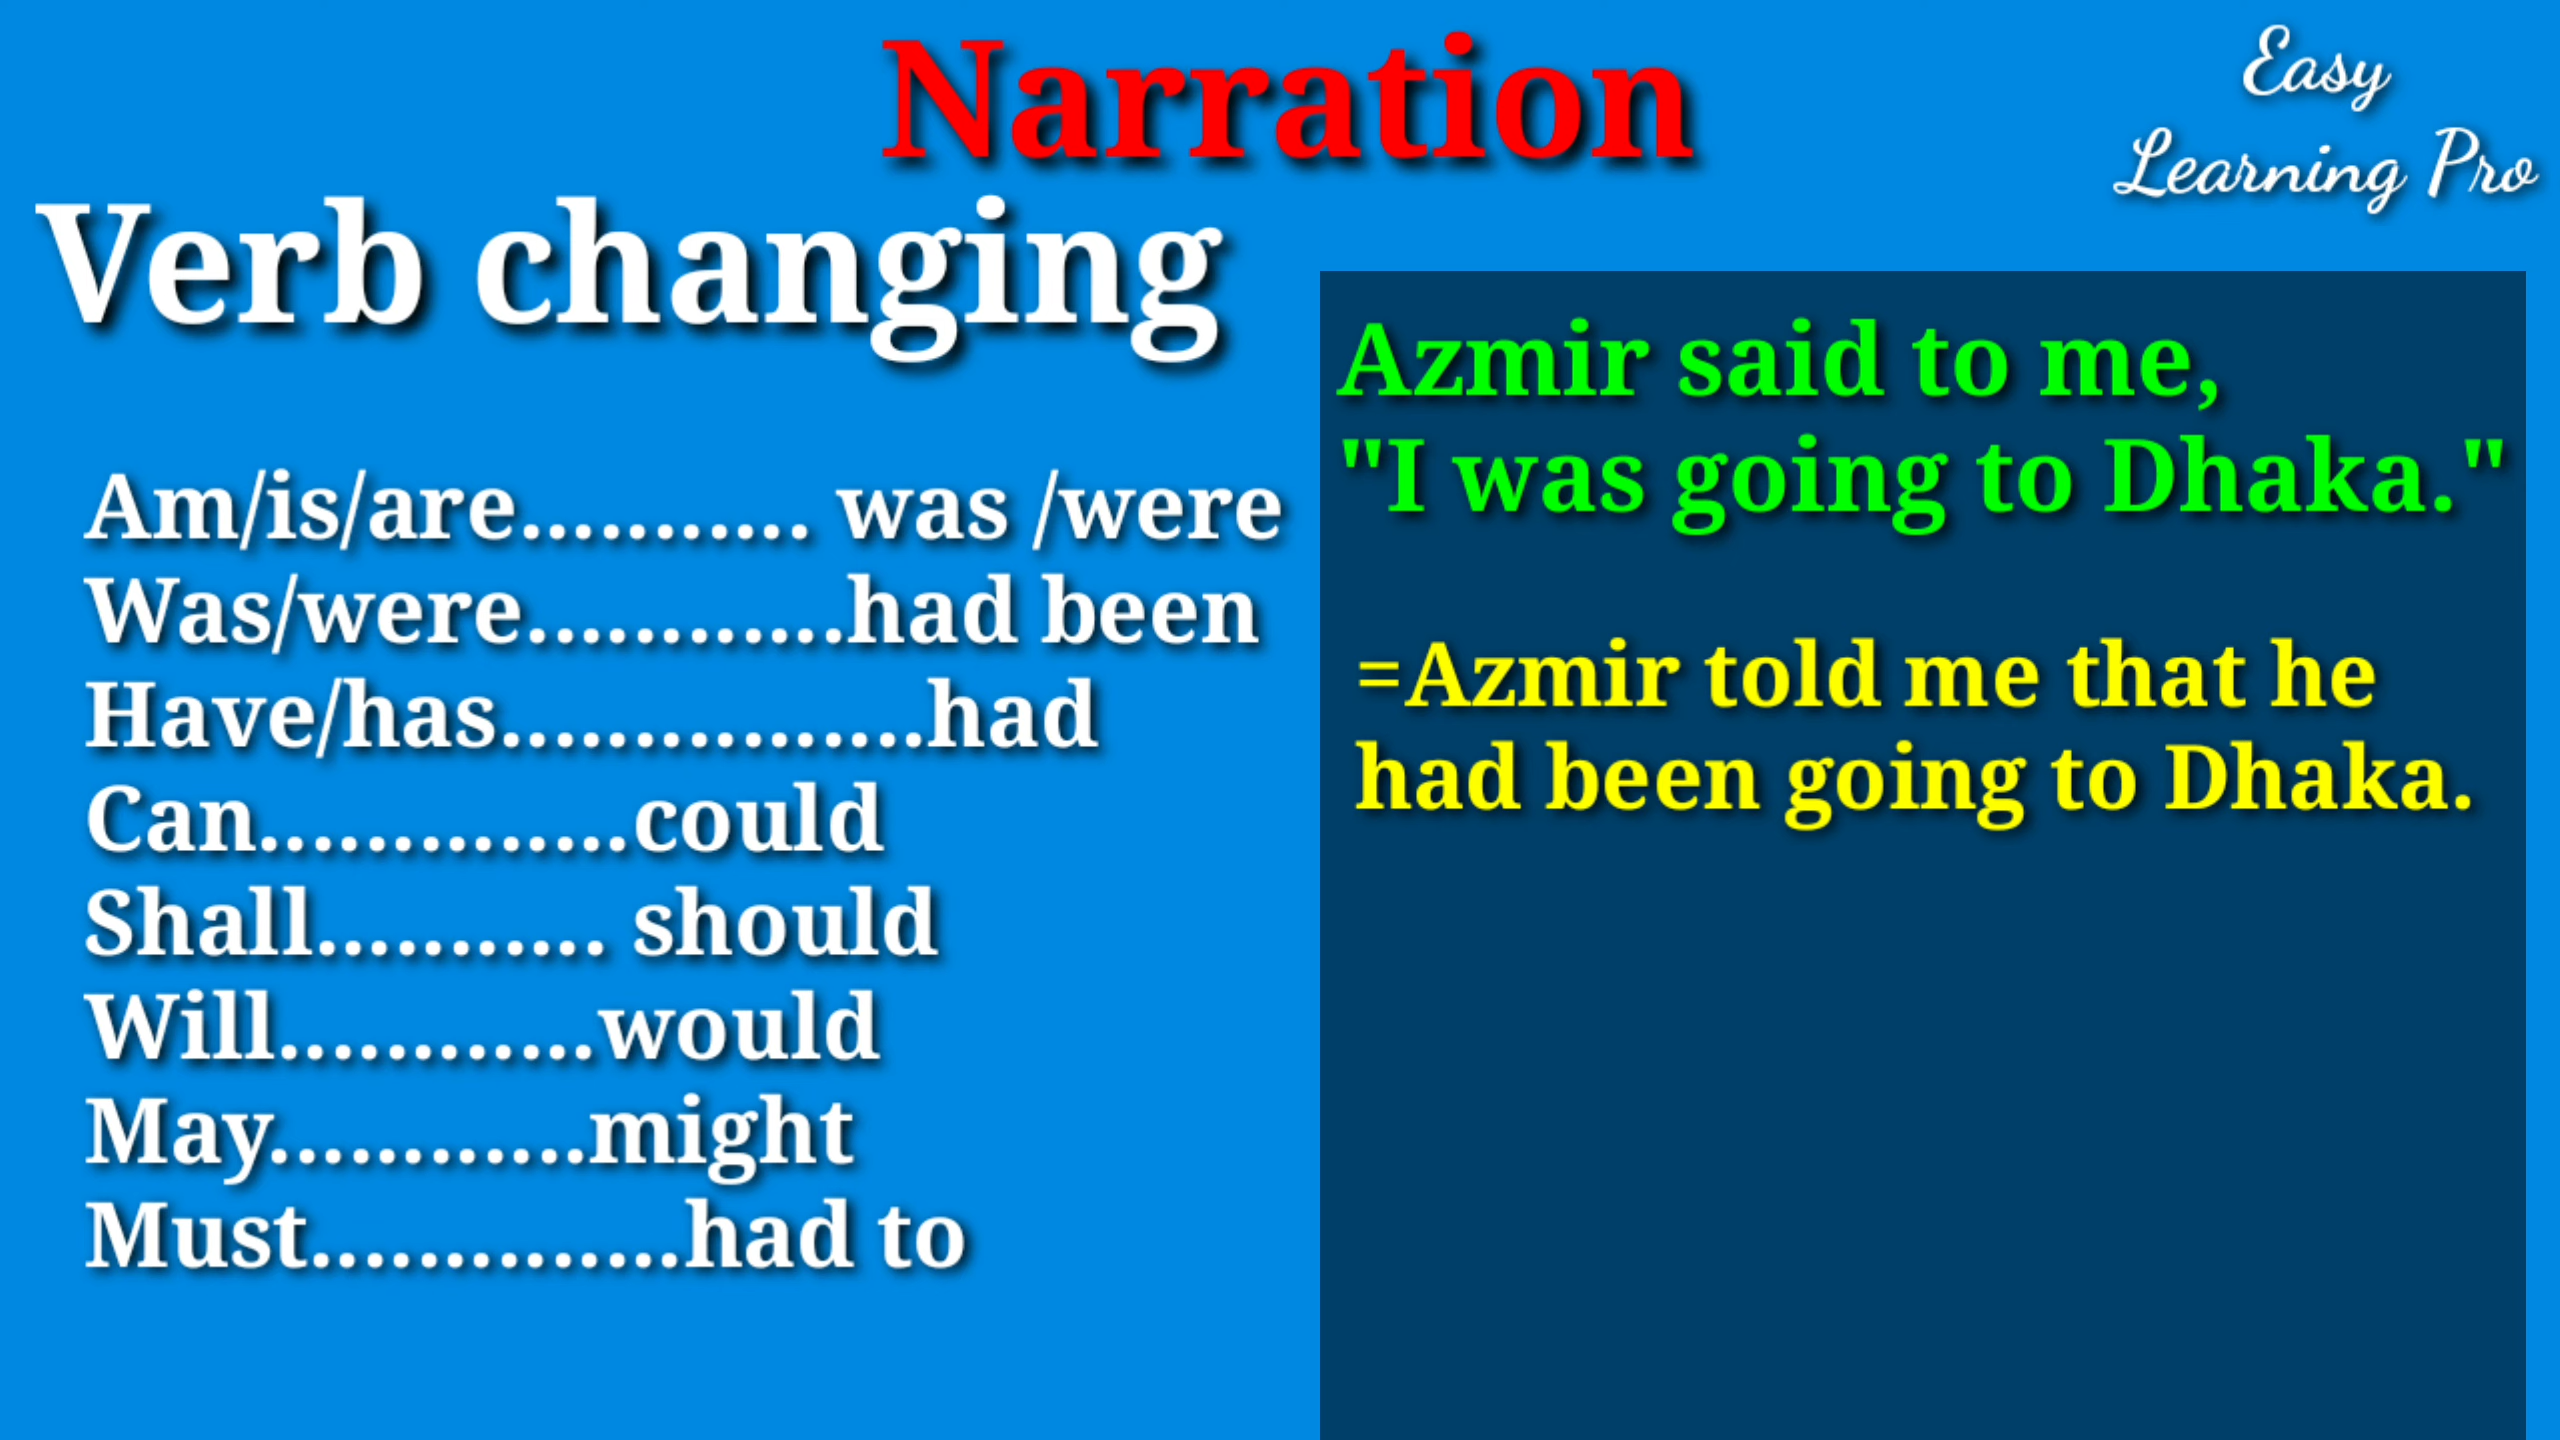 Narration
Easy
Learning Pro
Verb changing
Am/is/are........... was /were
Was/were............had been
Have/has................had
Can..............could
Shall........... should
Will............would
May............might
Must..............had to
Azmir said to me,
"I was going to Dhaka."
=Azmir told me that he
had been going to Dhaka.